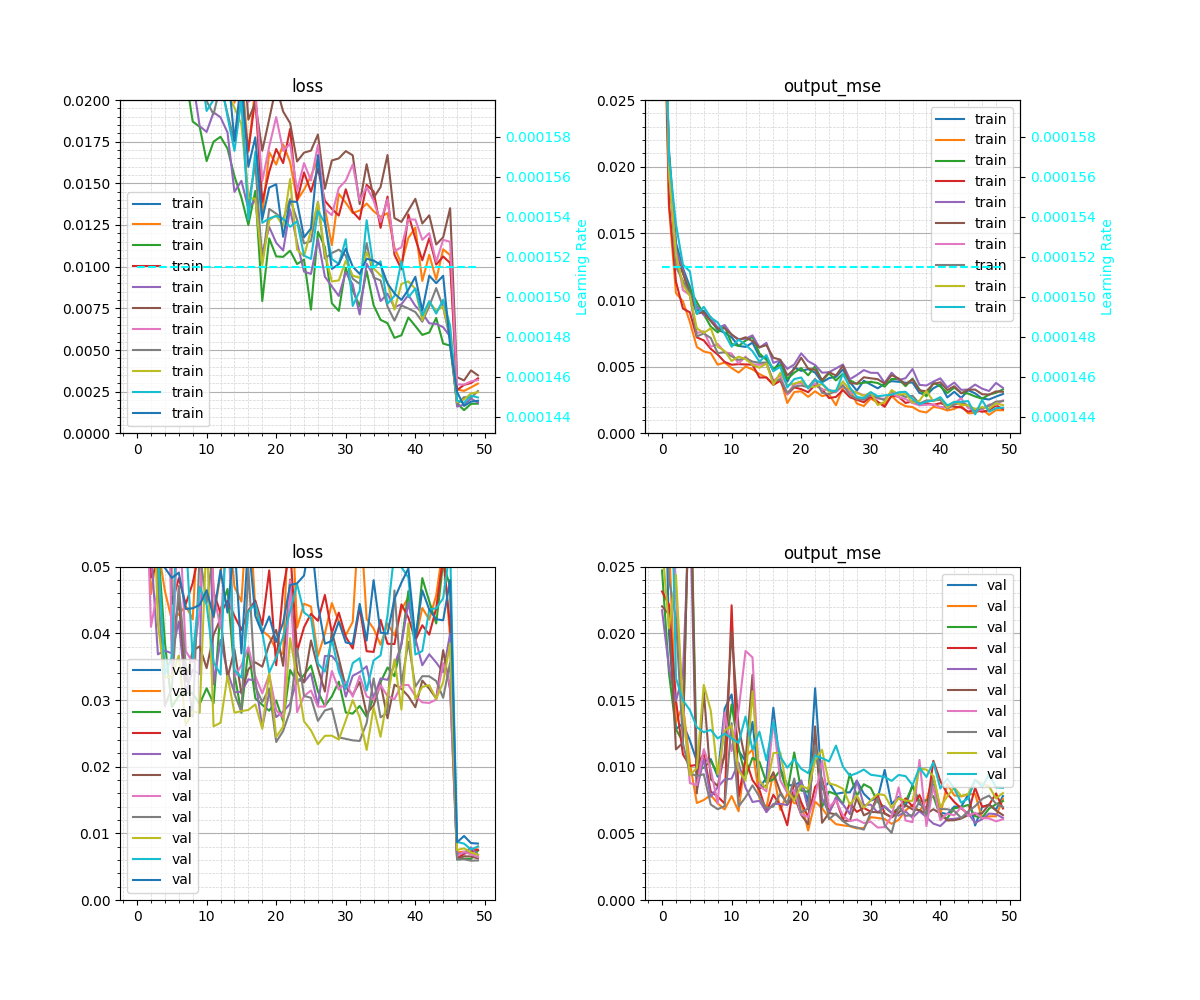 loss
0.0200
0.0175
0.0150
0.0125
0.0100
0.0075
0.0050
0.0025
0.0000
0 10 20 30 40 50
train
train
train
train
train
train
train
train
train
train
train
0.000158
0.000156
0.000154
0.000152
0.000150
0.000148
0.000146
0.000144
Learning Rate
output_mse
0.025
0.020
0.015
0.010
0.005
0.000
0 10 20 30 40 50
train
train
train
train
train
train
train
train
train
train
0.000158
0.000156
0.000154
0.000152
0.000150
0.000148
0.000146
0.000144
Learning Rate
loss
0.05
0.04
0.03
0.02
0.01
0.00
0 10 20 30 40 50
val
val
val
val
val
val
val
val
val
val
val
output_mse
0.025
0.020
0.015
0.010
0.005
0.000
0 10 20 30 40 50
val
val
val
val
val
val
val
val
val
val